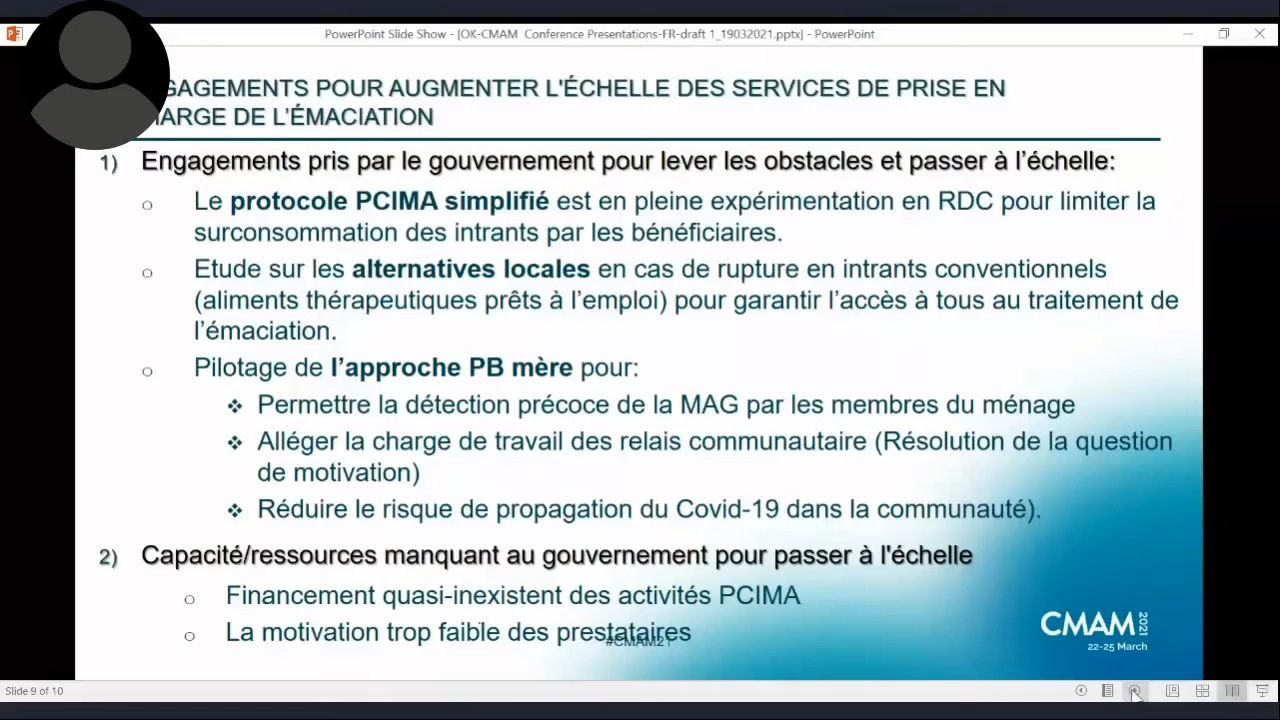 PowerPoint Slide Show - [OK-CMAM Conference Presentations-FR-draft 1_19032021.pptx] - PowerPoint
GAGEMENTS POUR AUGMENTER L'ÉCHELLE DES SERVICES DE PRISE EN
ARGE DE L’ÉMACIATION
1) Engagements pris par le gouvernement pour lever les obstacles et passer à l’échelle:
o Le protocole PCIMA simplifié est en pleine expérimentation en RDC pour limiter la
surconsommation des intrants par les bénéficiaires.
o Etude sur les alternatives locales en cas de rupture en intrants conventionnels
(aliments thérapeutiques prêts à l’emploi) pour garantir l’accès à tous au traitement de
l’émaciation.
o Pilotage de l’approche PB mère pour:
❖ Permettre la détection précoce de la MAG par les membres du ménage
❖ Alléger la charge de travail des relais communautaire (Résolution de la question
de motivation)
❖ Réduire le risque de propagation du Covid-19 dans la communauté).
2) Capacité/ressources manquant au gouvernement pour passer à l'échelle
o Financement quasi-inexistent des activités PCIMA
o La motivation trop faible des prestataires
#CMAM21
CMAM 2021
22-25 March
Slide 9 of 10